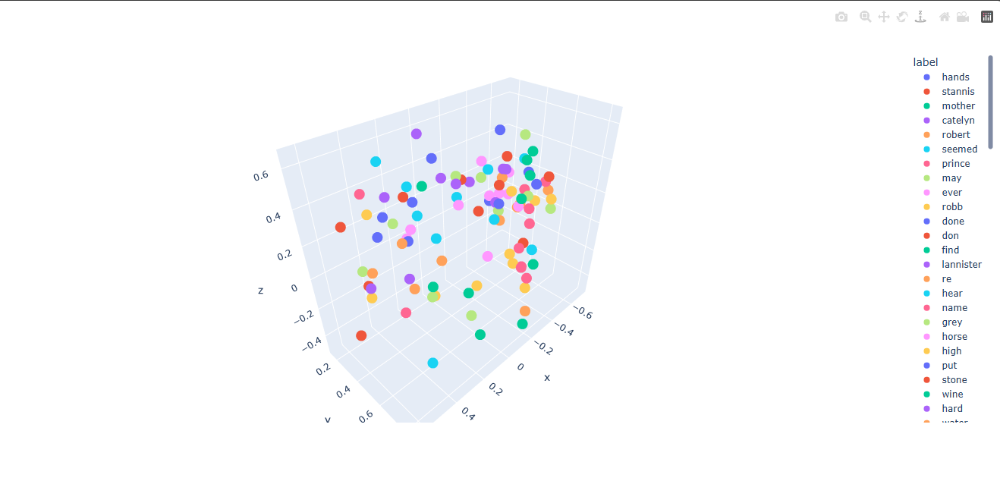 label
hands
stannis
mother
catelyn
robert
seemed
prince
may
ever
robb
done
don
find
lannister
re
hear
name
grey
horse
high
put
stone
wine
hard
water
0.6
0.4
0.2
0
−0.2
−0.4
z
0.2
0.4
0.6
y
−0.6
−0.4
−0.2
0
0.2
0.4
x